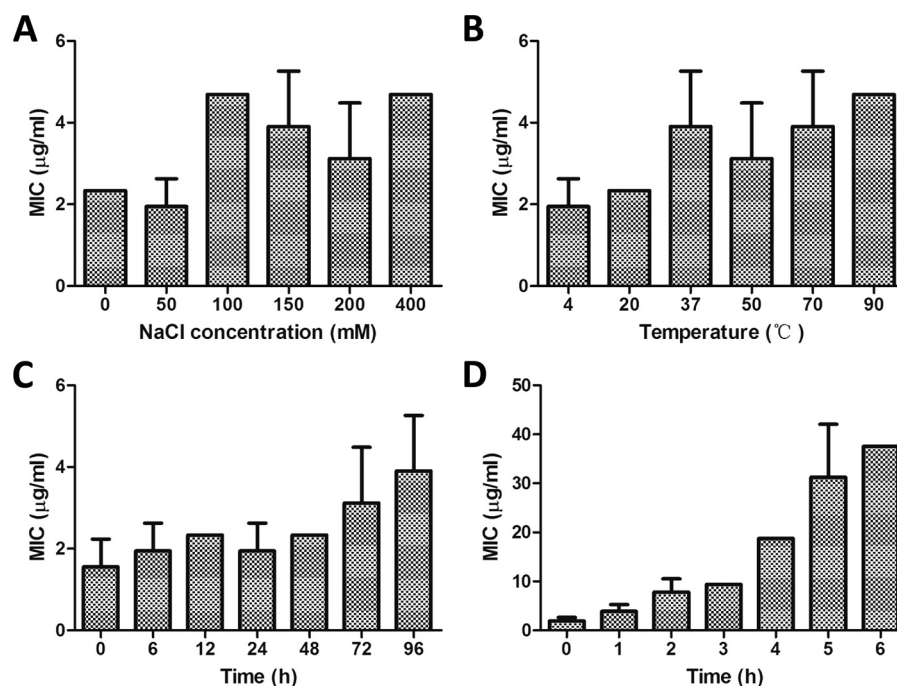 A
MIC (μg/ml)
6
4
2
0
0 50 100 150 200 400
NaCl concentration (mM)
B
MIC (μg/ml)
6
4
2
0
4 20 37 50 70 90
Temperature (℃)
C
MIC (μg/ml)
6
4
2
0
0 6 12 24 48 72 96
Time (h)
D
MIC (μg/ml)
50
40
30
20
10
0
0 1 2 3 4 5 6
Time (h)